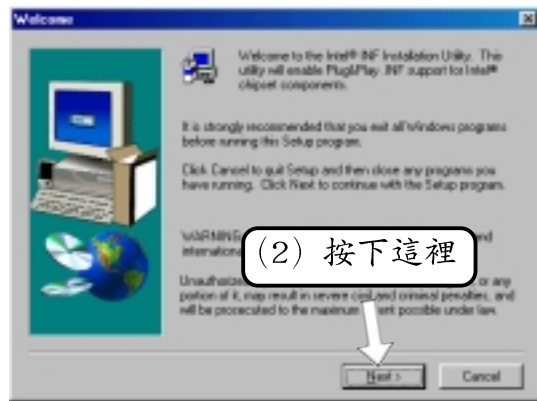 Welcome
Welcome to the Intel® INF Installation Utility. This
utility will enable Plug&Play INF support for Intel®
chipset components.
It is strongly recommended that you exit all Windows programs
before running this Setup program.
Click Cancel to quit Setup and then close any programs you
have running. Click Next to continue with the Setup program.
WARNING
(2) 按下這裡
or any
portion of it, may result in severe civil and criminal penalties, and
will be prosecuted to the maximum possible under law.
Next >
Cancel